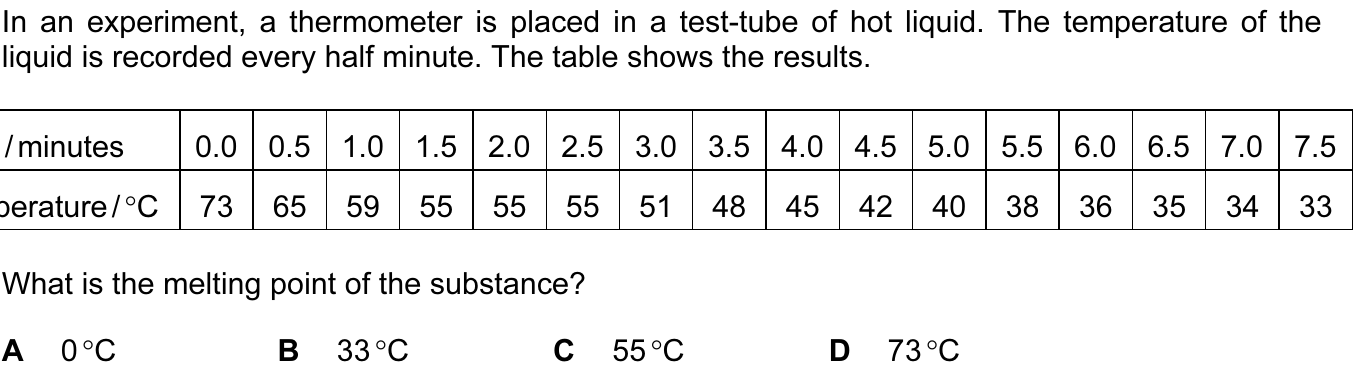 In an experiment, a thermometer is placed in a test-tube of hot liquid. The temperature of the
liquid is recorded every half minute. The table shows the results.
/ minutes 0.0 0.5 1.0 1.5 2.0 2.5 3.0 3.5 4.0 4.5 5.0 5.5 6.0 6.5 7.0 7.5
perature / °C 73 65 59 55 55 55 51 48 45 42 40 38 36 35 34 33
What is the melting point of the substance?
A 0 °C B 33 °C C 55 °C D 73 °C